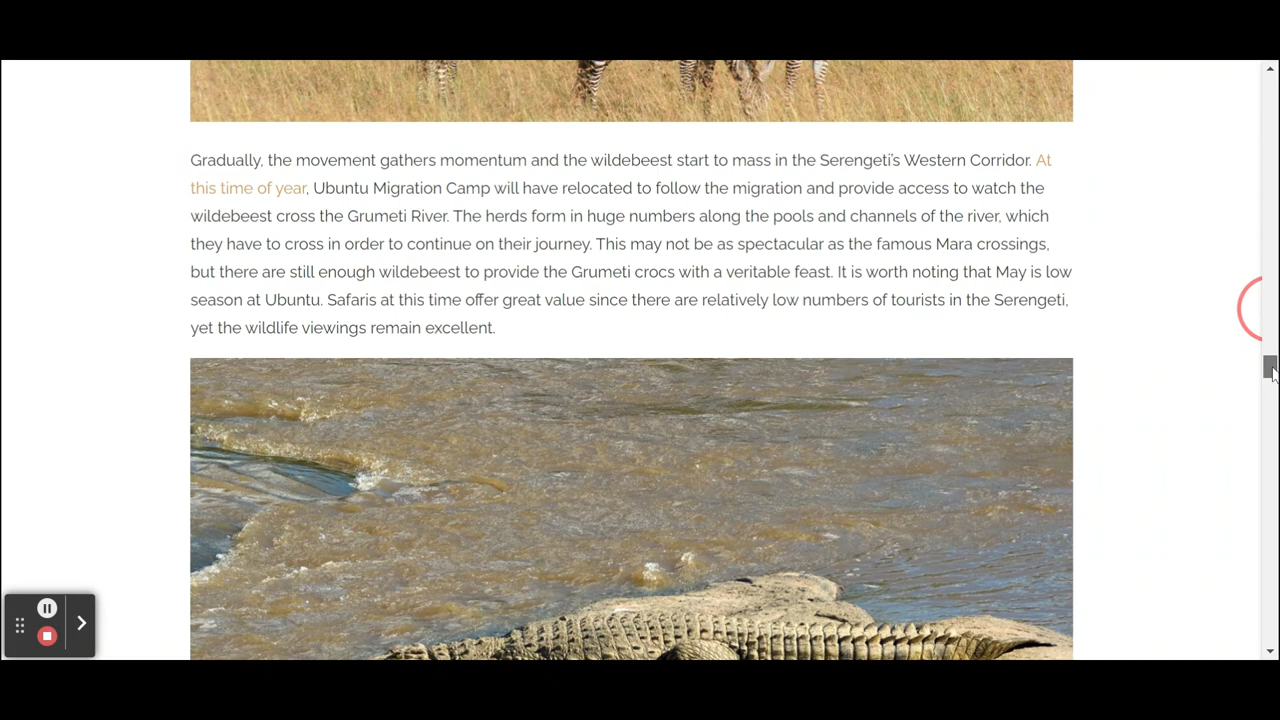 Gradually, the movement gathers momentum and the wildebeest start to mass in the Serengeti's Western Corridor. At
this time of year, Ubuntu Migration Camp will have relocated to follow the migration and provide access to watch the
wildebeest cross the Grumeti River. The herds form in huge numbers along the pools and channels of the river, which
they have to cross in order to continue on their journey. This may not be as spectacular as the famous Mara crossings,
but there are still enough wildebeest to provide the Grumeti crocs with a veritable feast. It is worth noting that May is low
season at Ubuntu. Safaris at this time offer great value since there are relatively low numbers of tourists in the Serengeti,
yet the wildlife viewings remain excellent.